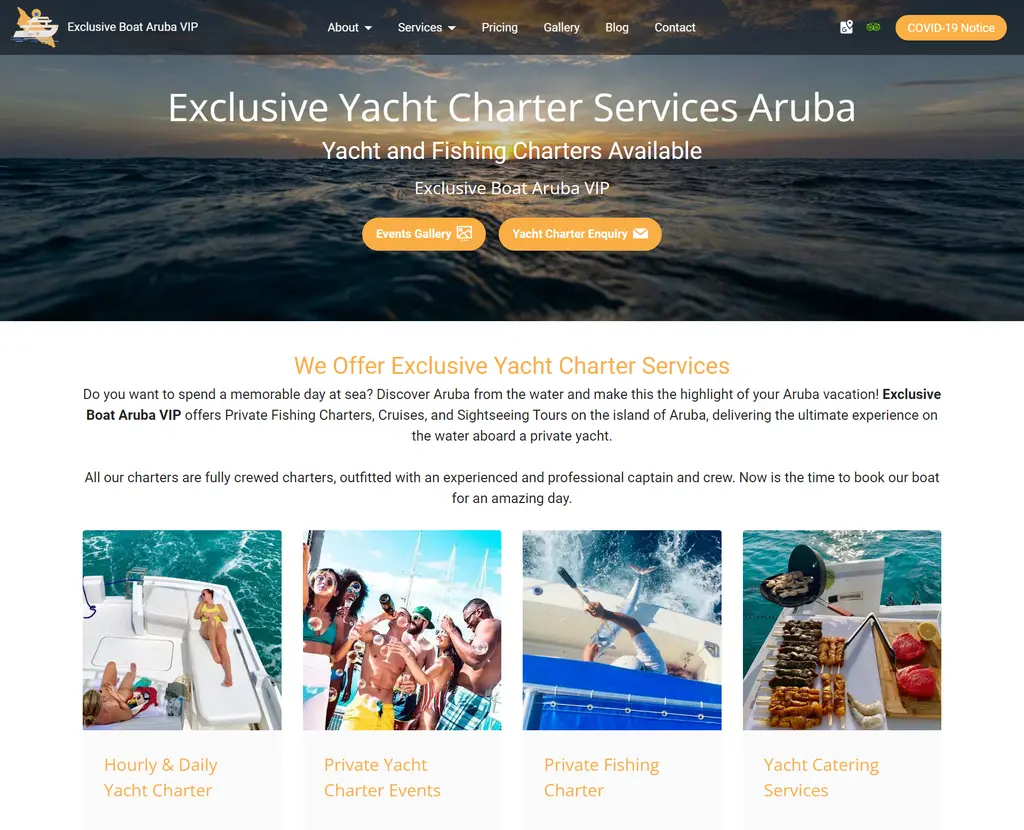 Exclusive Boat Aruba VIP
About
Services
Pricing
Gallery
Blog
Contact
COVID-19 Notice
Exclusive Yacht Charter Services Aruba
Yacht and Fishing Charters Available
Exclusive Boat Aruba VIP
Events Gallery
Yacht Charter Enquiry
We Offer Exclusive Yacht Charter Services
Do you want to spend a memorable day at sea? Discover Aruba from the water and make this the highlight of your Aruba vacation! Exclusive
Boat Aruba VIP offers Private Fishing Charters, Cruises, and Sightseeing Tours on the island of Aruba, delivering the ultimate experience on
the water aboard a private yacht.
All our charters are fully crewed charters, outfitted with an experienced and professional captain and crew. Now is the time to book our boat
for an amazing day.
Hourly & Daily
Yacht Charter
Private Yacht
Charter Events
Private Fishing
Charter
Yacht Catering
Services